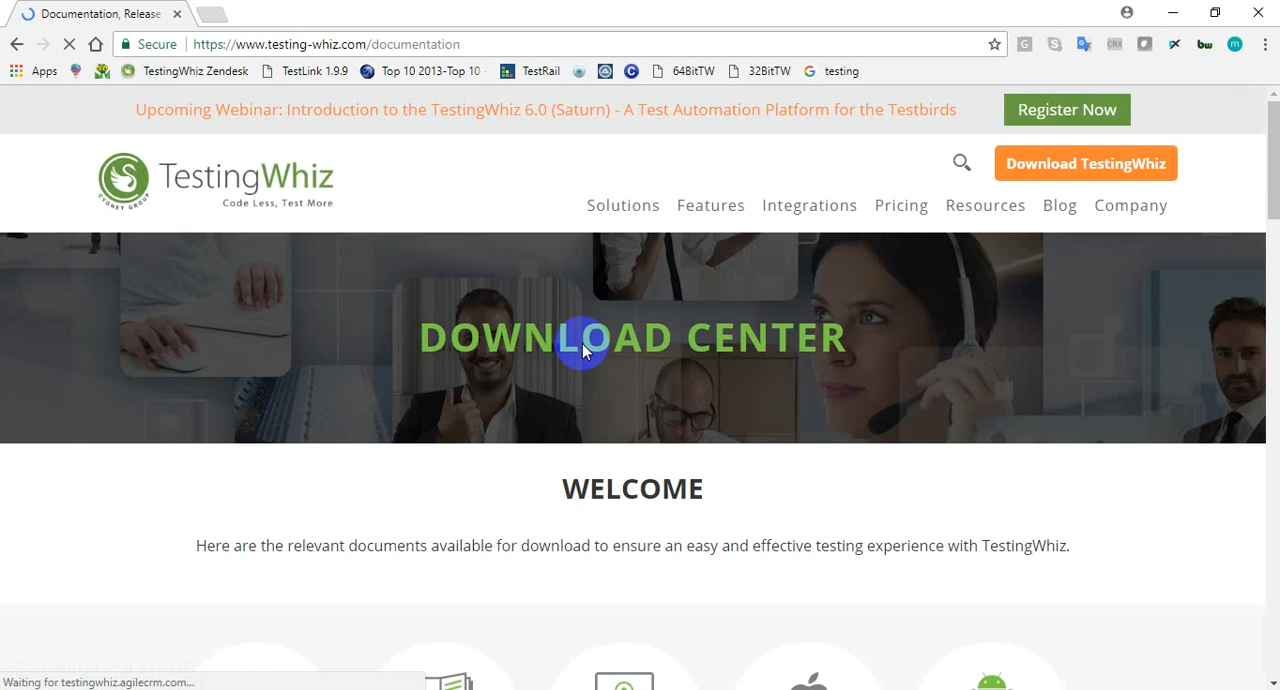 Documentation, Release
Secure https://www.testing-whiz.com/documentation
Apps TestingWhiz Zendesk TestLink 1.9.9 Top 10 2013-Top 10 - TestRail 64BitTW 32BitTW testing
Upcoming Webinar: Introduction to the TestingWhiz 6.0 (Saturn) - A Test Automation Platform for the Testbirds Register Now
TestingWhiz
Code Less, Test More
CYGNET GROUP
Download TestingWhiz
Solutions Features Integrations Pricing Resources Blog Company
DOWNLOAD CENTER
WELCOME
Here are the relevant documents available for download to ensure an easy and effective testing experience with TestingWhiz.
Waiting for testingwhiz.agilecrm.com...